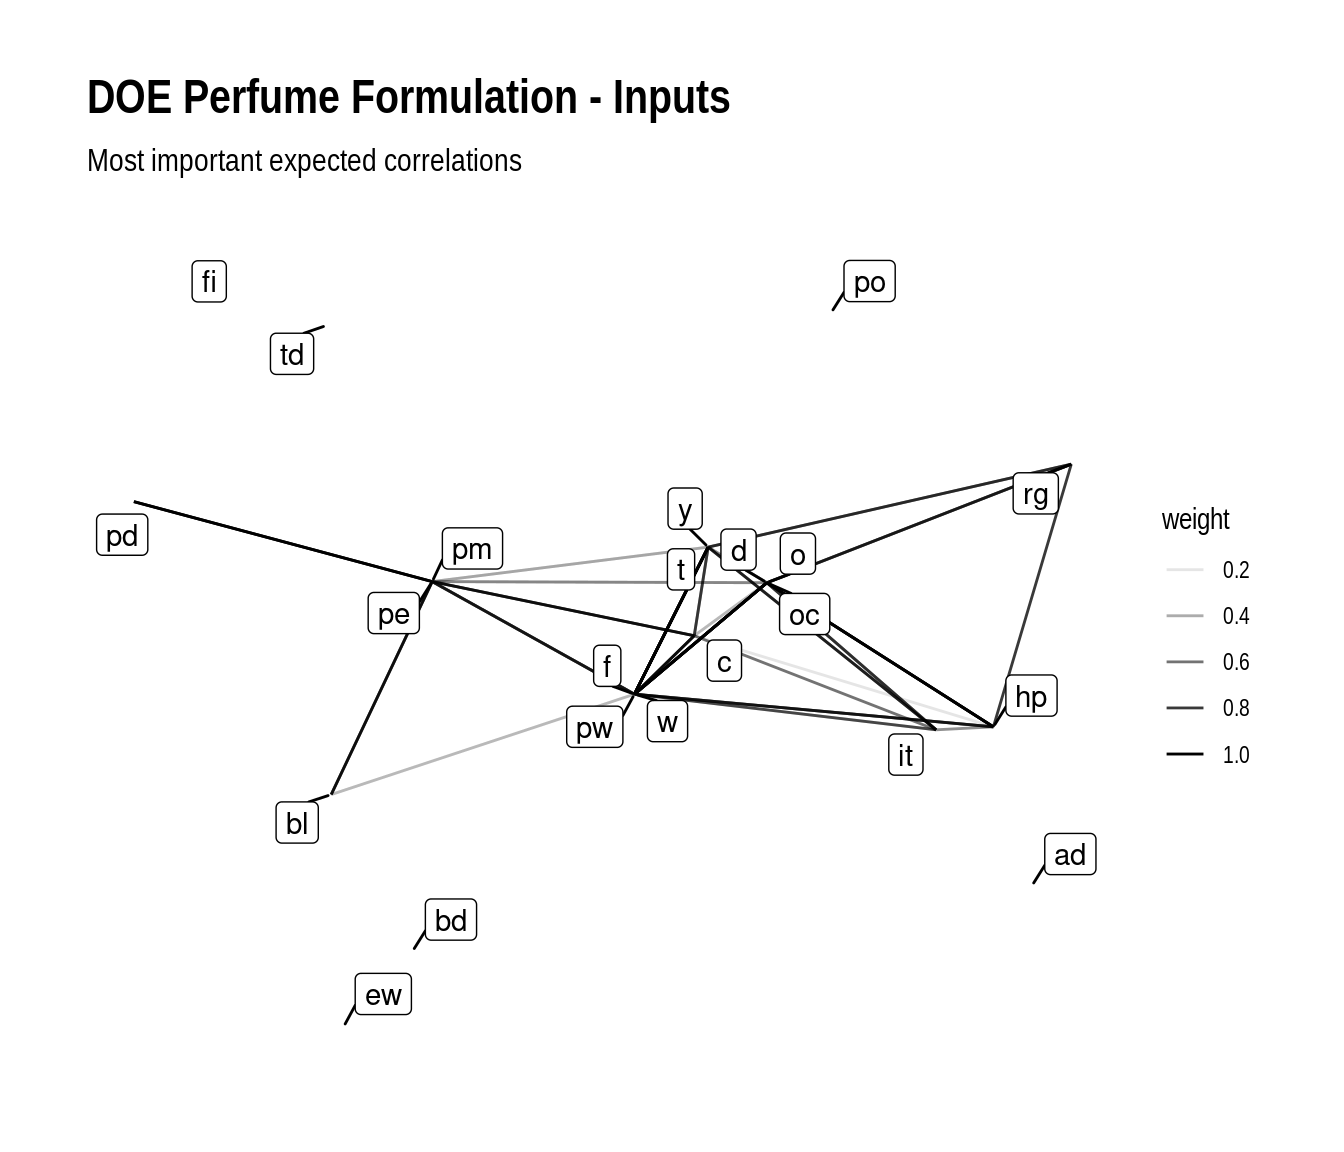 DOE Perfume Formulation - Inputs
Most important expected correlations
fi
po
td
rg
y
pd
pm
d
o
t
weight
0.2
pe
oc
0.4
f
c
0.6
hp
0.8
pw
w
it
1.0
bl
ad
bd
ew